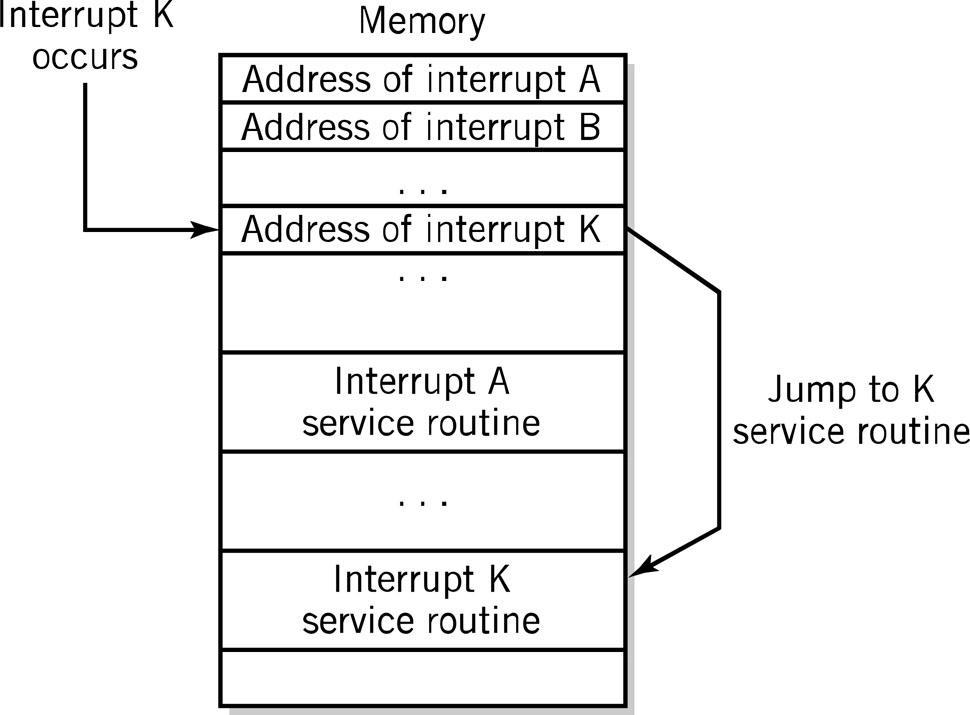 Interrupt K
occurs
Memory
Address of interrupt A
Address of interrupt B
. . .
Address of interrupt K
. . .
Interrupt A
service routine
. . .
Interrupt K
service routine
Jump to K
service routine